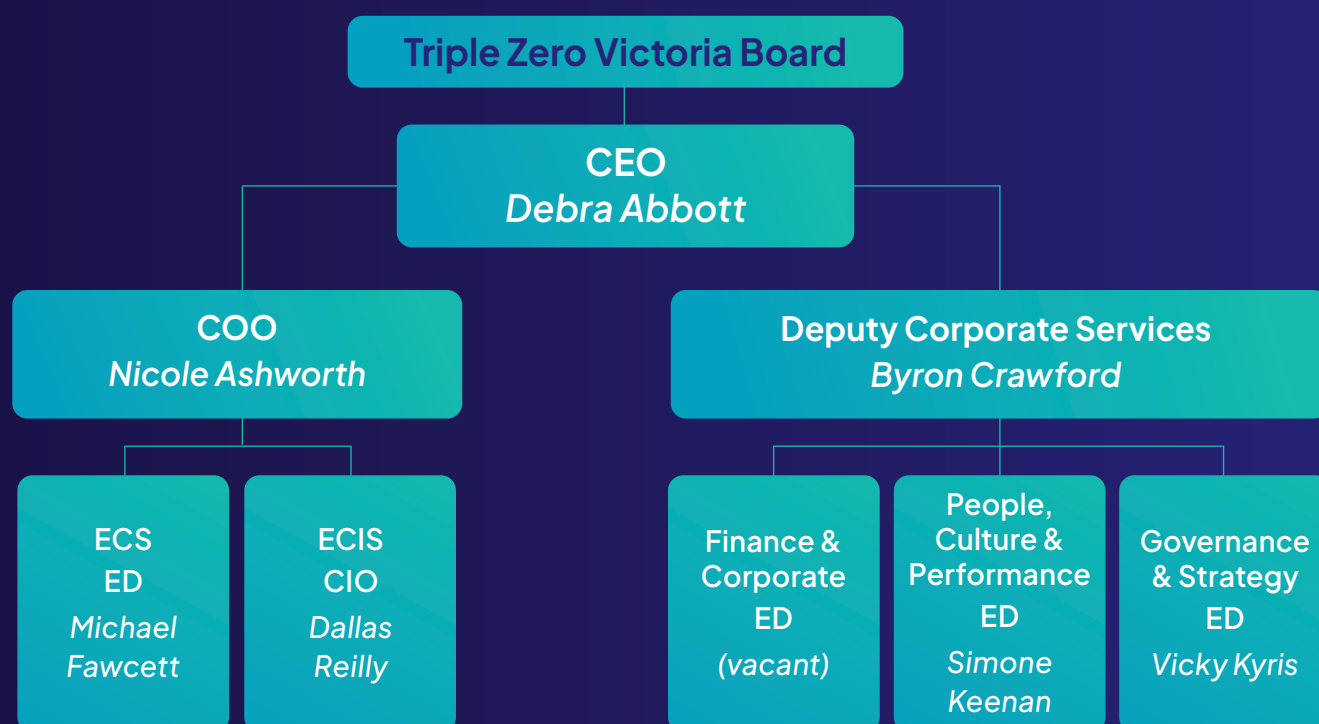 Triple Zero Victoria Board
CEO
Debra Abbott
COO
Nicole Ashworth
Deputy Corporate Services
Byron Crawford
ECS
ED
Michael
Fawcett
ECIS
CIO
Dallas
Reilly
Finance &
Corporate
ED
(vacant)
People,
Culture &
Performance
ED
Simone
Keenan
Governance
& Strategy
ED
Vicky Kyris